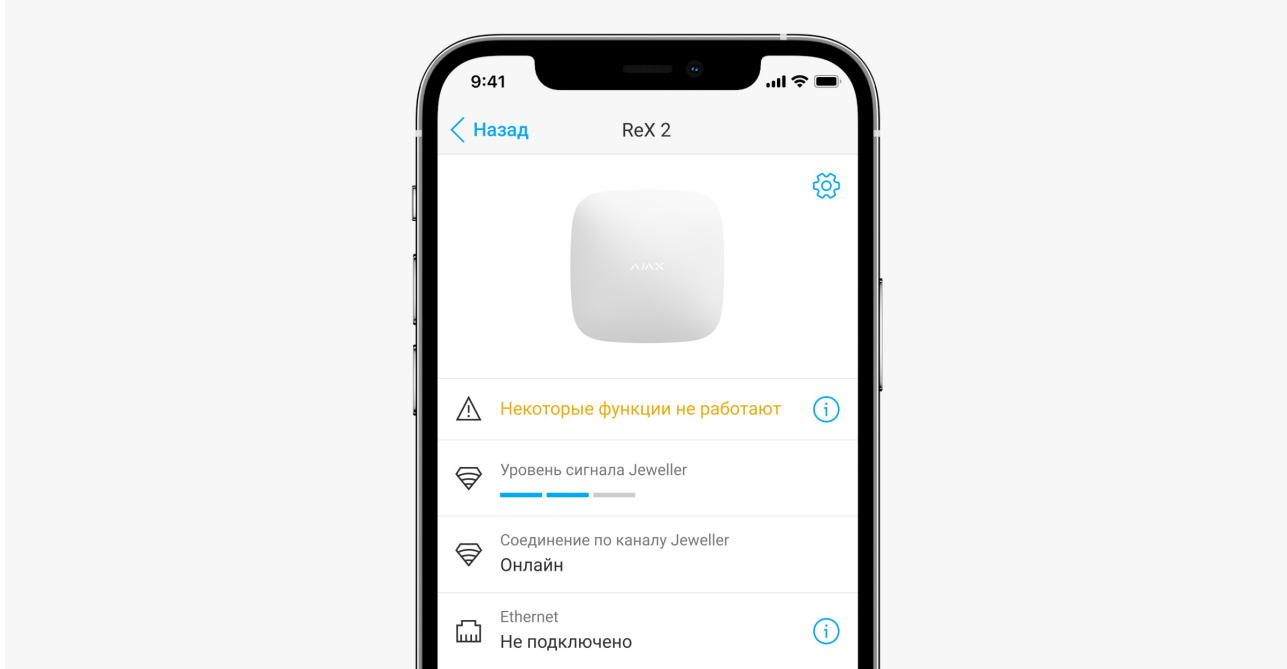 9:41
Назад
ReX 2
AJAX
Некоторые функции не работают
Уровень сигнала Jeweller
Соединение по каналу Jeweller
Онлайн
Ethernet
Не подключено